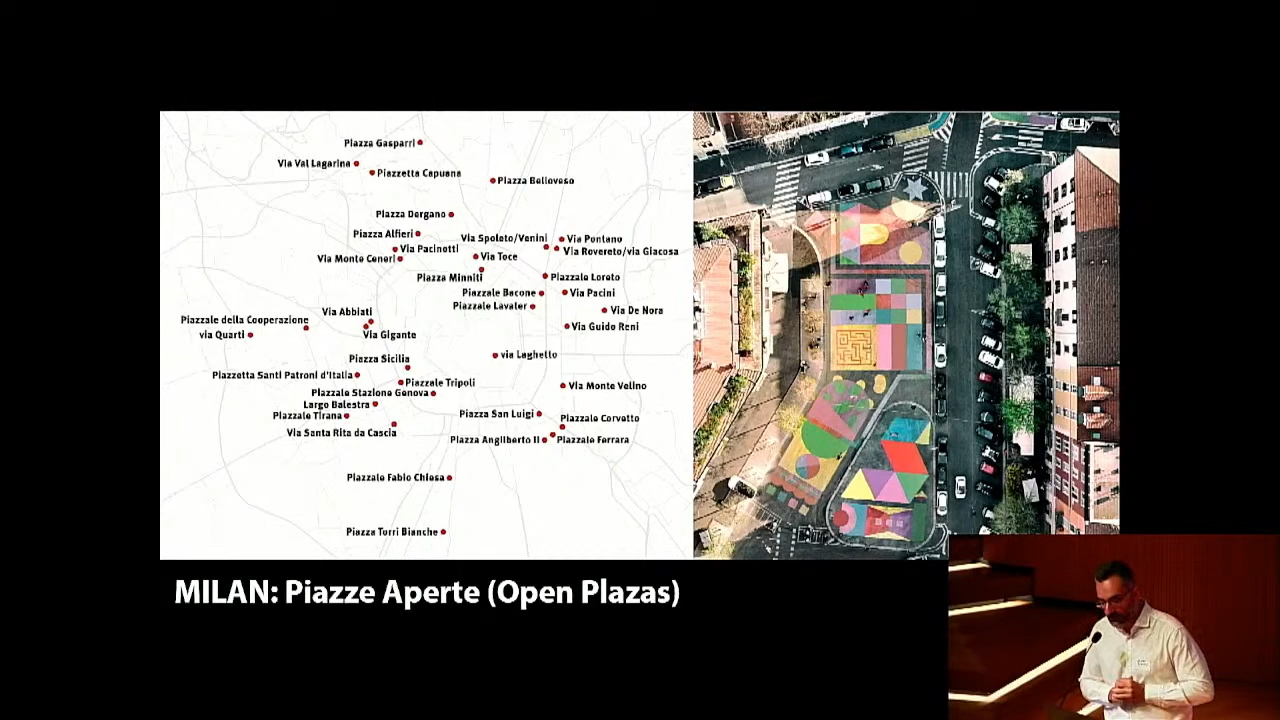 Piazza Gasparri
Via Val Lagarina
Piazzetta Capuana
Piazza Belloveso
Piazza Dergano
Piazza Alfieri
Via Spoleto/Venini
Via Pontano
Via Pacinotti
Via Rovereto/via Giacosa
Via Monte Ceneri
Via Toce
Piazza Minniti
Piazzale Loreto
Piazzale Bacone
Via Pacini
Piazzale Lavater
Via De Nora
Via Abbiati
Piazzale della Cooperazione
Via Guido Reni
via Quarti
Via Gigante
via Laghetto
Piazza Sicilia
Piazzetta Santi Patroni d'Italia
Piazzale Tripoli
Via Monte Velino
Piazzale Stazione Genova
Largo Balestra
Piazzale Tirana
Piazza San Luigi
Piazzale Corvetto
Via Santa Rita da Cascia
Piazza Angilberto II
Piazzale Ferrara
Piazzale Fabio Chiesa
Piazza Torri Bianche
MILAN: Piazze Aperte (Open Plazas)